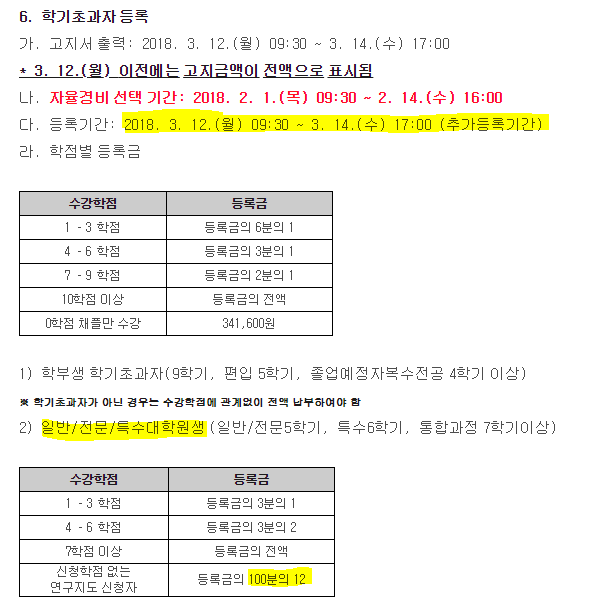 6. 학기초과자 등록
가. 고지서 출력: 2018. 3. 12.(월) 09:30 ~ 3. 14.(수) 17:00
* 3. 12.(월) 이전에는 고지금액이 전액으로 표시됨
나. 자율경비 선택 기간: 2018. 2. 1.(목) 09:30 ~ 2. 14.(수) 16:00
다. 등록기간: 2018. 3. 12.(월) 09:30 ~ 3. 14.(수) 17:00 (추가등록기간)
라. 학점별 등록금
수강학점 등록금
1 - 3 학점 등록금의 6분의 1
4 - 6 학점 등록금의 3분의 1
7 - 9 학점 등록금의 2분의 1
10학점 이상 등록금의 전액
0학점 채플만 수강 341,600원
1) 학부생 학기초과자(9학기, 편입 5학기, 졸업예정자복수전공 4학기 이상)
※ 학기초과자가 아닌 경우는 수강학점에 관계없이 전액 납부하여야 함
2) 일반/전문/특수대학원생(일반/전문5학기, 특수6학기, 통합과정 7학기이상)
수강학점 등록금
1 - 3 학점 등록금의 3분의 1
4 - 6 학점 등록금의 3분의 2
7학점 이상 등록금의 전액
신청학점 없는
연구지도 신청자 등록금의 100분의 12